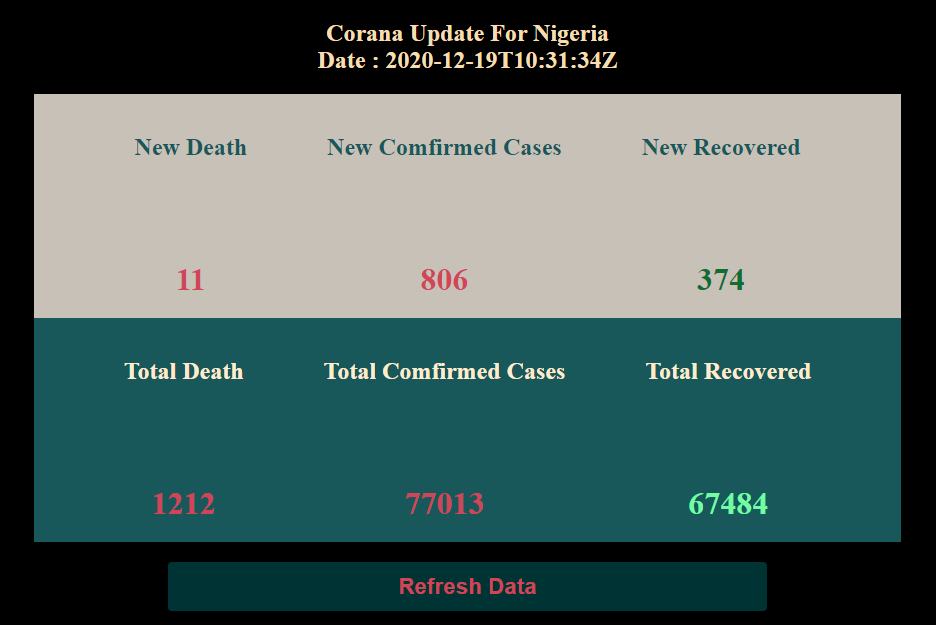 Corana Update For Nigeria
Date : 2020-12-19T10:31:34Z
New Death New Comfirmed Cases New Recovered
11 806 374
Total Death Total Comfirmed Cases Total Recovered
1212 77013 67484
Refresh Data